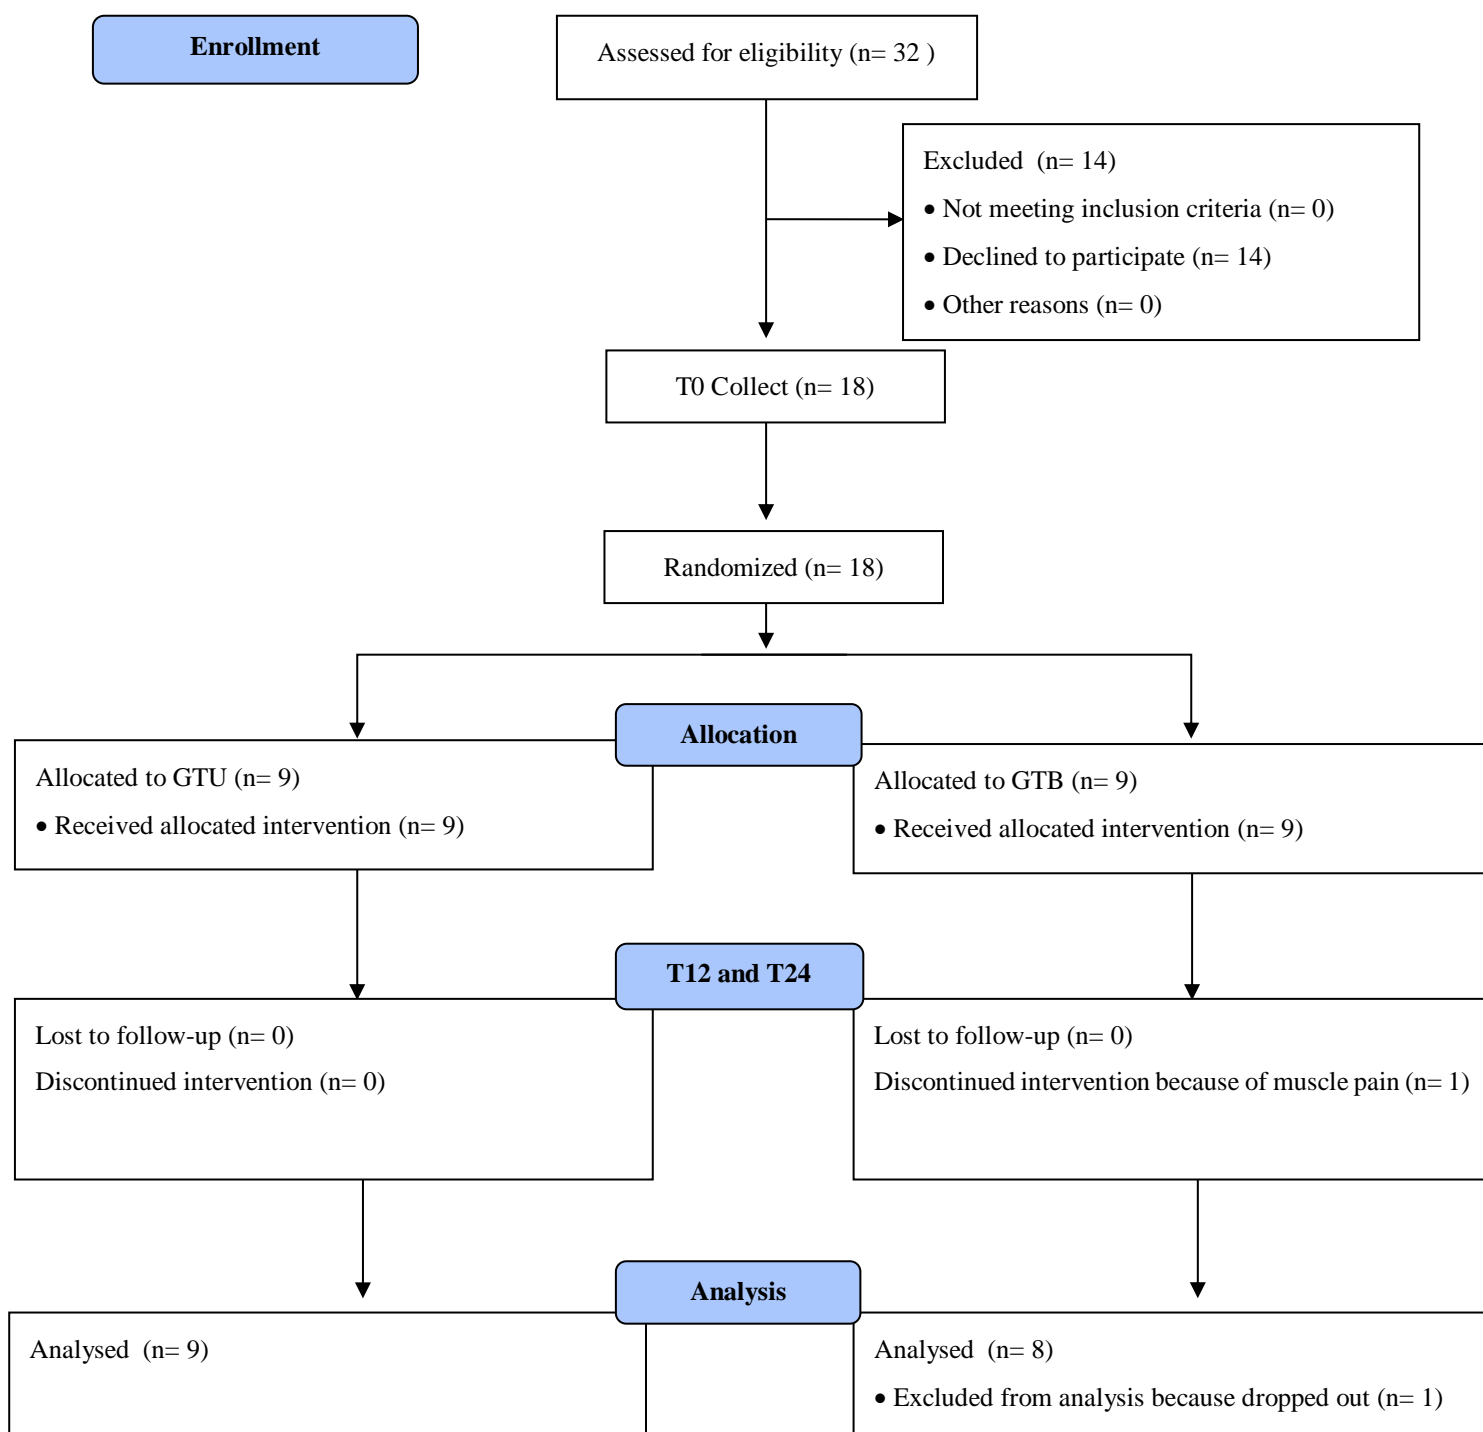 Enrollment
Assessed for eligibility (n= 32 )
Excluded  (n= 14)
• Not meeting inclusion criteria (n= 0)
• Declined to participate (n= 14)
• Other reasons (n= 0)
T0 Collect (n= 18)
Randomized (n= 18)
Allocation
Allocated to GTU (n= 9)
• Received allocated intervention (n= 9)
Allocated to GTB (n= 9)
• Received allocated intervention (n= 9)
T12 and T24
Lost to follow-up (n= 0)
Discontinued intervention (n= 0)
Lost to follow-up (n= 0)
Discontinued intervention because of muscle pain (n= 1)
Analysis
Analysed  (n= 9)
Analysed  (n= 8)
• Excluded from analysis because dropped out (n= 1)